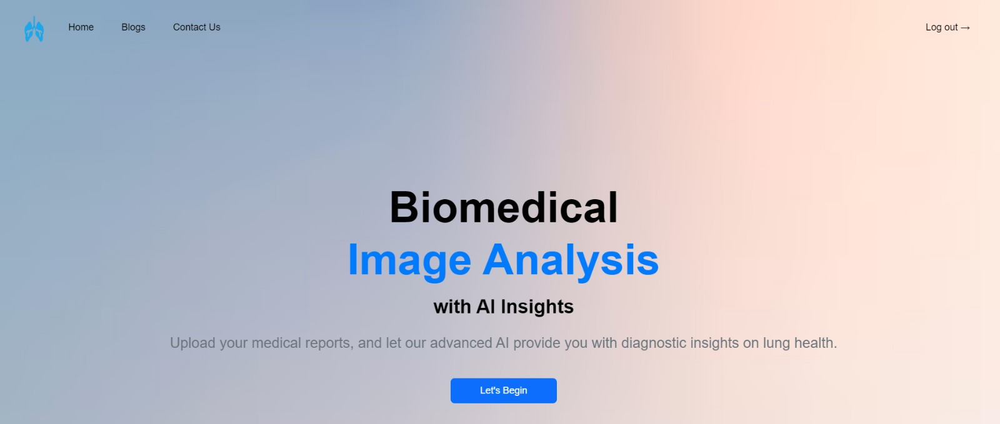 Home Blogs Contact Us Log out →
Biomedical
Image Analysis
with AI Insights
Upload your medical reports, and let our advanced AI provide you with diagnostic insights on lung health.
Let's Begin